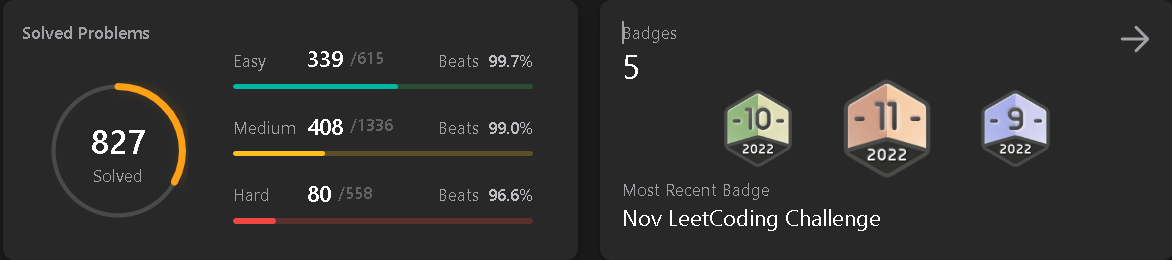 Solved Problems
827
Solved
Easy 339 /615 Beats 99.7%
Medium 408 /1336 Beats 99.0%
Hard 80 /558 Beats 96.6%
Badges
5
-10-
2022
-11-
2022
-9-
2022
Most Recent Badge
Nov LeetCoding Challenge